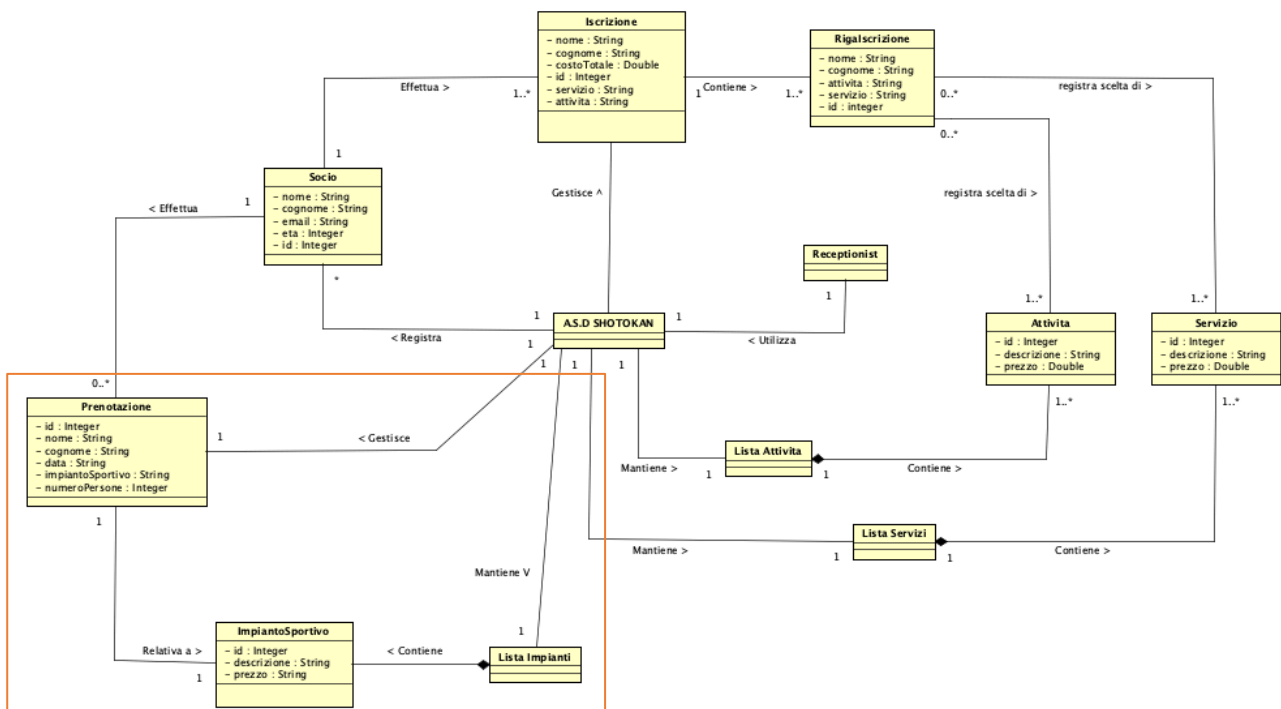 Iscrizione
- nome : String
- cognome : String
- costoTotale : Double
- id : Integer
- servizio : String
- attivita : String
RigaIscrizione
- nome : String
- cognome : String
- attivita : String
- servizio : String
- id : integer
Effettua >
1..*
1
Contiene >
1..*
0..*
registra scelta di >
0..*
1
Socio
- nome : String
- cognome : String
- email : String
- eta : Integer
- id : Integer
< Effettua
1
Gestisce ^
registra scelta di >
*
Receptionist
1
1..*
1..*
1
A.S.D SHOTOKAN
1
< Registra
1
< Utilizza
Attivita
- id : Integer
- descrizione : String
- prezzo : Double
Servizio
- id : Integer
- descrizione : String
- prezzo : Double
1
1
1
0..*
Prenotazione
- id : Integer
- nome : String
- cognome : String
- data : String
- impiantoSportivo : String
- numeroPersone : Integer
1
< Gestisce
1..*
1..*
Lista Attivita
Mantiene >
1
1
Contiene >
1
Lista Servizi
Mantiene >
1
1
Contiene >
Mantiene V
1
ImpiantoSportivo
- id : Integer
- descrizione : String
- prezzo : String
Relativa a >
1
< Contiene
Lista Impianti